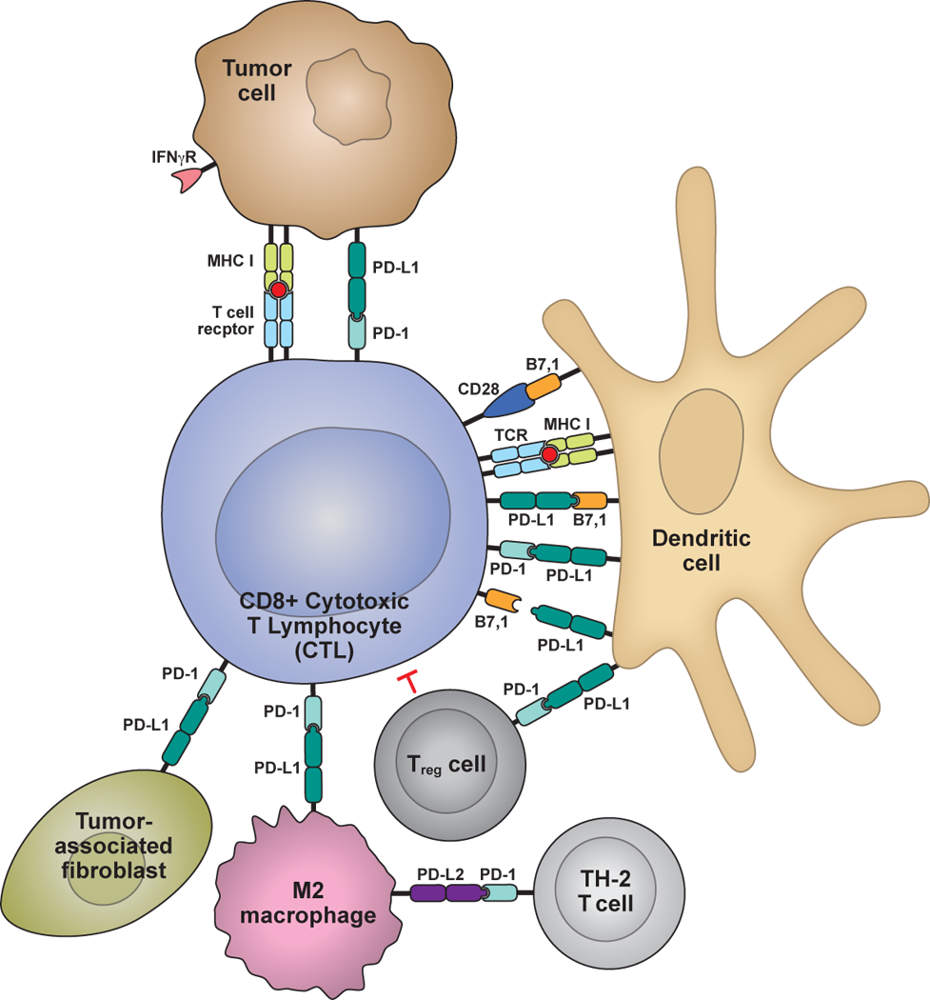 Tumor
cell
IFNγR
MHC I
PD-L1
T cell
recptor
PD-1
B7,1
CD28
MHC I
TCR
PD-L1
B7,1
Dendritic
cell
PD-1
PD-L1
CD8+ Cytotoxic
T Lymphocyte
(CTL)
B7,1
PD-L1
PD-1
PD-1
PD-L1
PD-1
PD-L1
PD-L1
Treg cell
Tumor-
associated
fibroblast
M2
macrophage
PD-L2
PD-1
TH-2
T cell